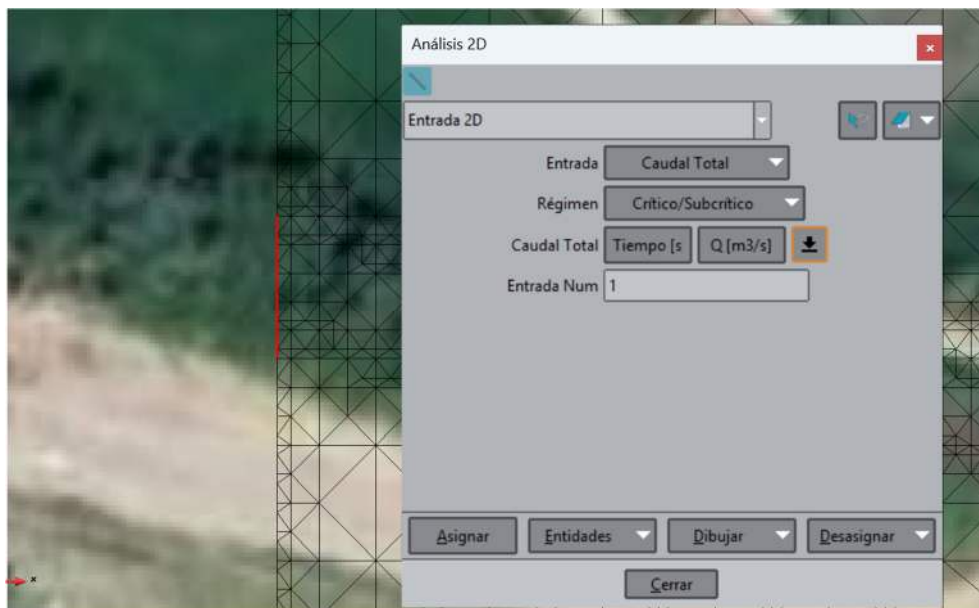 Análisis 2D
Entrada 2D
Entrada Caudal Total
Régimen Crítico/Subcrítico
Caudal Total Tiempo [s Q [m3/s]
Entrada Num 1
Asignar Entidades Dibujar Desasignar
Cerrar
x